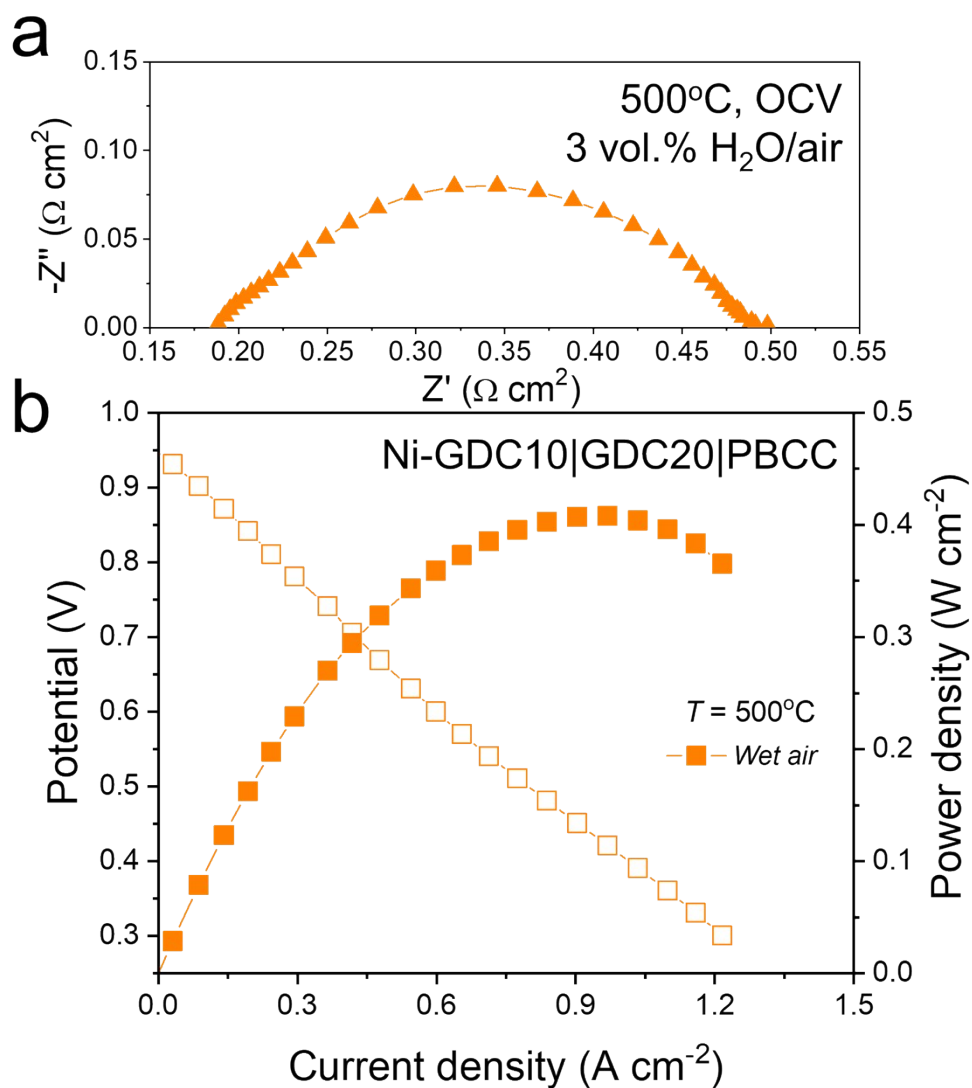 a
0.15
0.10
0.05
0.00
-Z" (Ω cm²)
500°C, OCV
3 vol.% H₂O/air
0.15 0.20 0.25 0.30 0.35 0.40 0.45 0.50 0.55
Z' (Ω cm²)
b
1.0
0.9
0.8
0.7
0.6
0.5
0.4
0.3
Potential (V)
Ni-GDC10|GDC20|PBCC
T = 500°C
Wet air
0.5
0.4
0.3
0.2
0.1
0.0
Power density (W cm⁻²)
0.0 0.3 0.6 0.9 1.2 1.5
Current density (A cm⁻²)